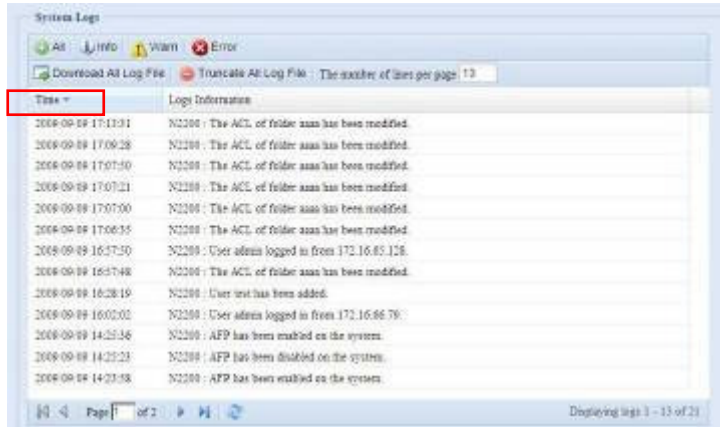 System Logs
All Info Warn Error
Download All Log File Truncate All Log File The number of lines per page: 13
Time Logs Information
2009-09-09 17:13:31 N2200 : The ACL of folder aaaa has been modified.
2009-09-09 17:09:28 N2200 : The ACL of folder aaaa has been modified.
2009-09-09 17:07:50 N2200 : The ACL of folder aaaa has been modified.
2009-09-09 17:07:21 N2200 : The ACL of folder aaaa has been modified.
2009-09-09 17:07:00 N2200 : The ACL of folder aaaa has been modified.
2009-09-09 17:06:35 N2200 : The ACL of folder aaaa has been modified.
2009-09-09 16:57:50 N2200 : User admin logged in from 172.16.65.128.
2009-09-09 16:57:48 N2200 : The ACL of folder aaaa has been modified.
2009-09-09 16:28:19 N2200 : User test has been added.
2009-09-09 16:02:02 N2200 : User admin logged in from 172.16.66.79.
2009-09-09 14:25:36 N2200 : AFP has been enabled on the system.
2009-09-09 14:25:23 N2200 : AFP has been disabled on the system.
2009-09-09 14:23:58 N2200 : AFP has been enabled on the system.
Page 1 of 2 Displaying logs 1 - 13 of 21